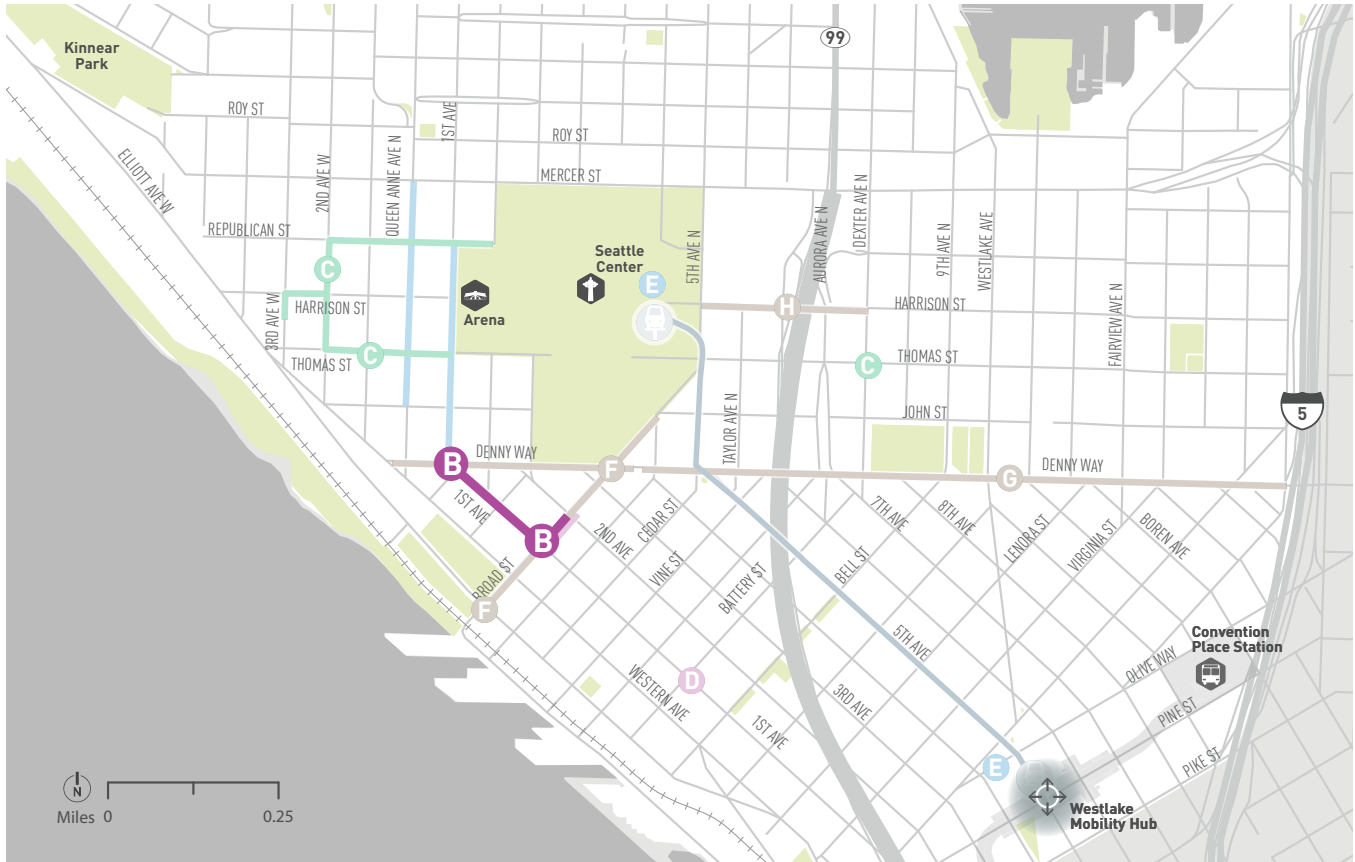 Kinnear
Park
99
ROY ST
1ST AVE
ROY ST
ELLIOTT AVE W
2ND AVE W
QUEEN ANNE AVE N
MERCER ST
DEXTER AVE N
AURORA AVE N
REPUBLICAN ST
5TH AVE N
9TH AVE N
WESTLAKE AVE
Seattle
Center
C
E
3RD AVE W
HARRISON ST
Arena
H
HARRISON ST
FAIRVIEW AVE N
THOMAS ST
C
C
THOMAS ST
TAYLOR AVE N
JOHN ST
5
B
DENNY WAY
F
G
DENNY WAY
1ST AVE
B
2ND AVE
CEDAR ST
7TH AVE
8TH AVE
LENORA ST
VIRGINIA ST
BOREN AVE
BROAD ST
F
VINE ST
BATTERY ST
BELL ST
5TH AVE
Convention
Place Station
OLIVE WAY
D
WESTERN AVE
1ST AVE
3RD AVE
PINE ST
PIKE ST
E
N
Miles 0 0.25
Westlake
Mobility Hub